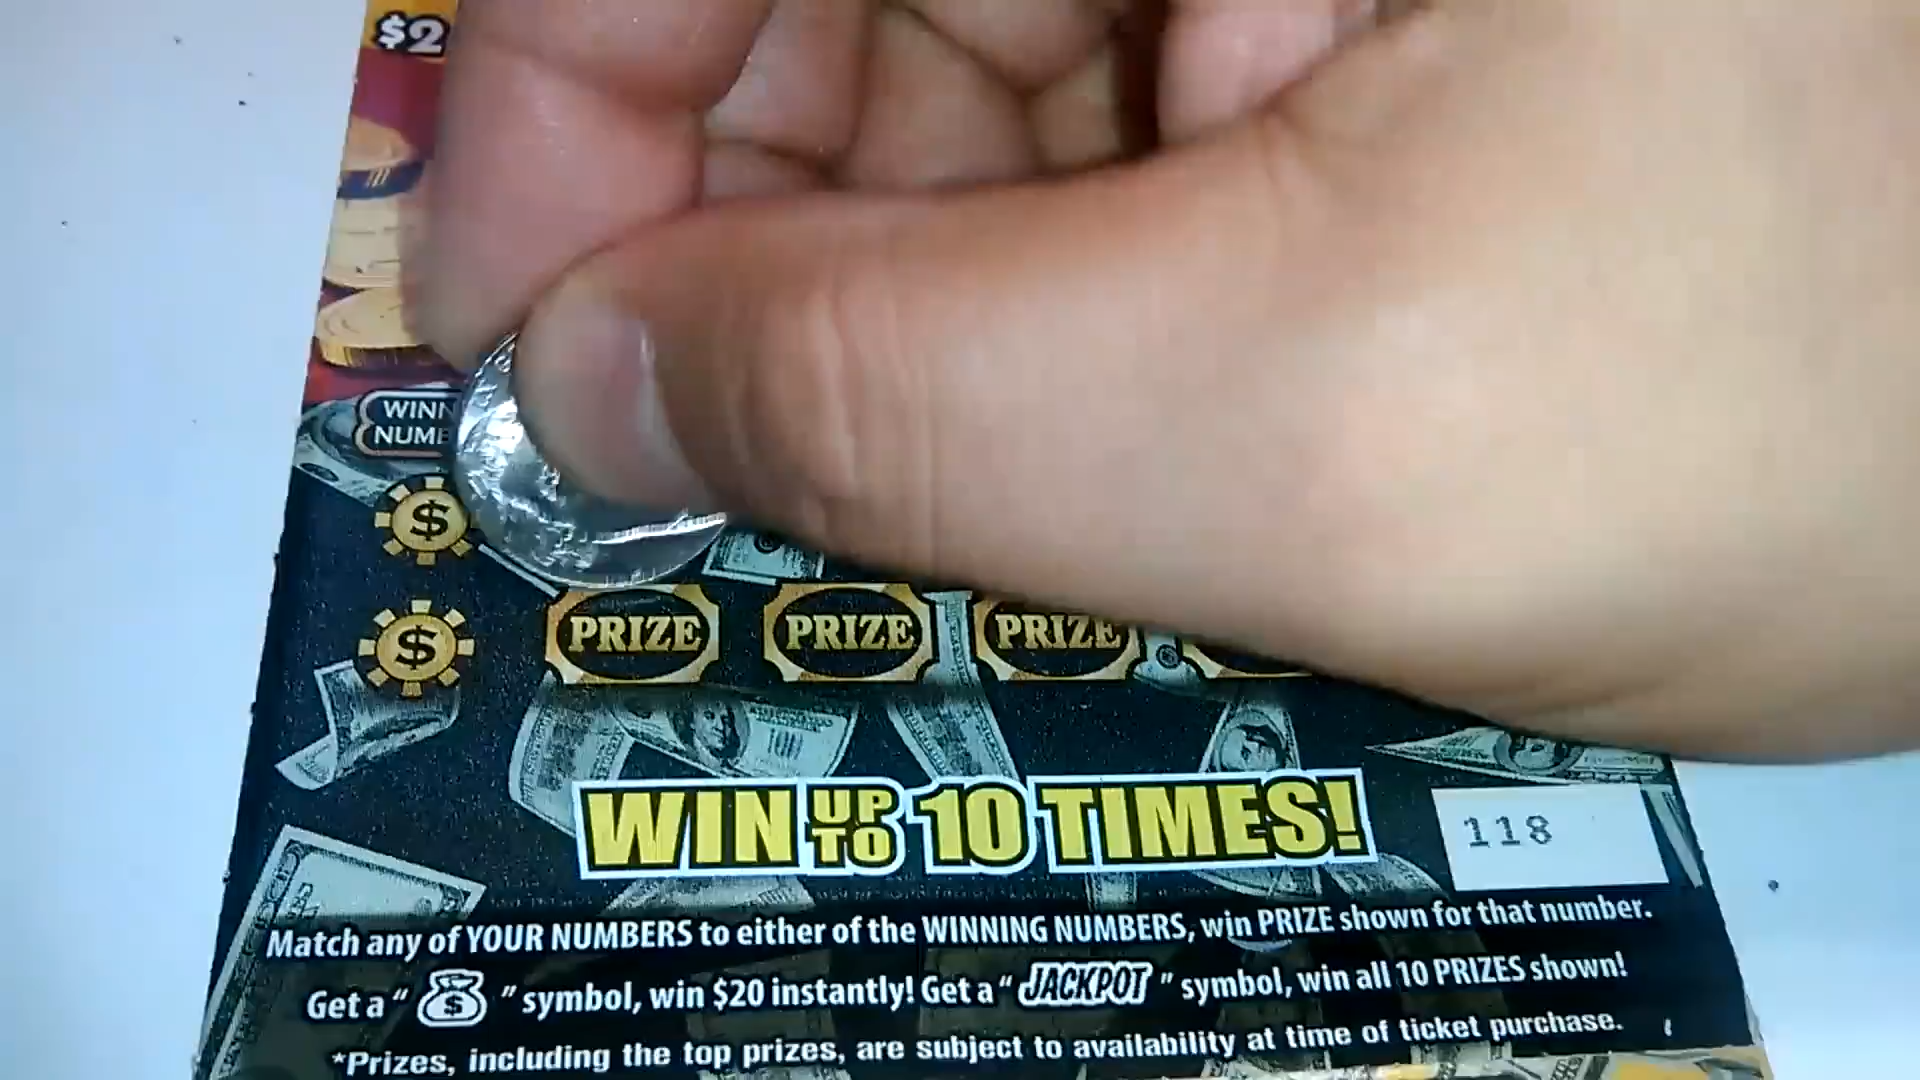 $2
WINN
NUMB
$
$
PRIZE PRIZE PRIZE
WIN UP TO 10 TIMES!
118
Match any of YOUR NUMBERS to either of the WINNING NUMBERS, win PRIZE shown for that number.
Get a "$" symbol, win $20 instantly! Get a "JACKPOT" symbol, win all 10 PRIZES shown!
*Prizes, including the top prizes, are subject to availability at time of ticket purchase.